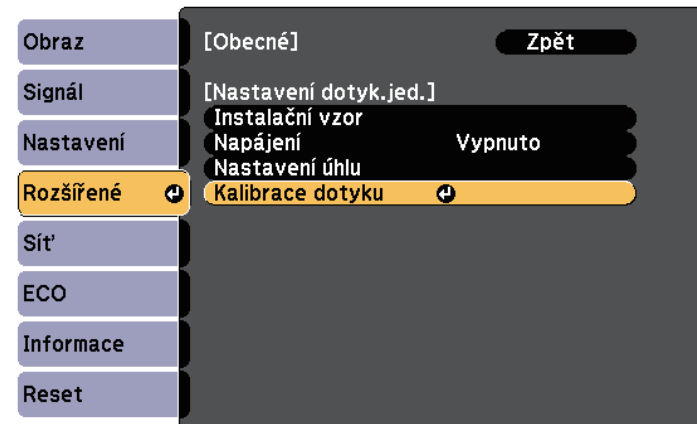 Obraz
Signál
Nastavení
Rozšířené
Síť
ECO
Informace
Reset
[Obecné] Zpět
[Nastavení dotyk.jed.]
Instalační vzor
Napájení Vypnuto
Nastavení úhlu
Kalibrace dotyku